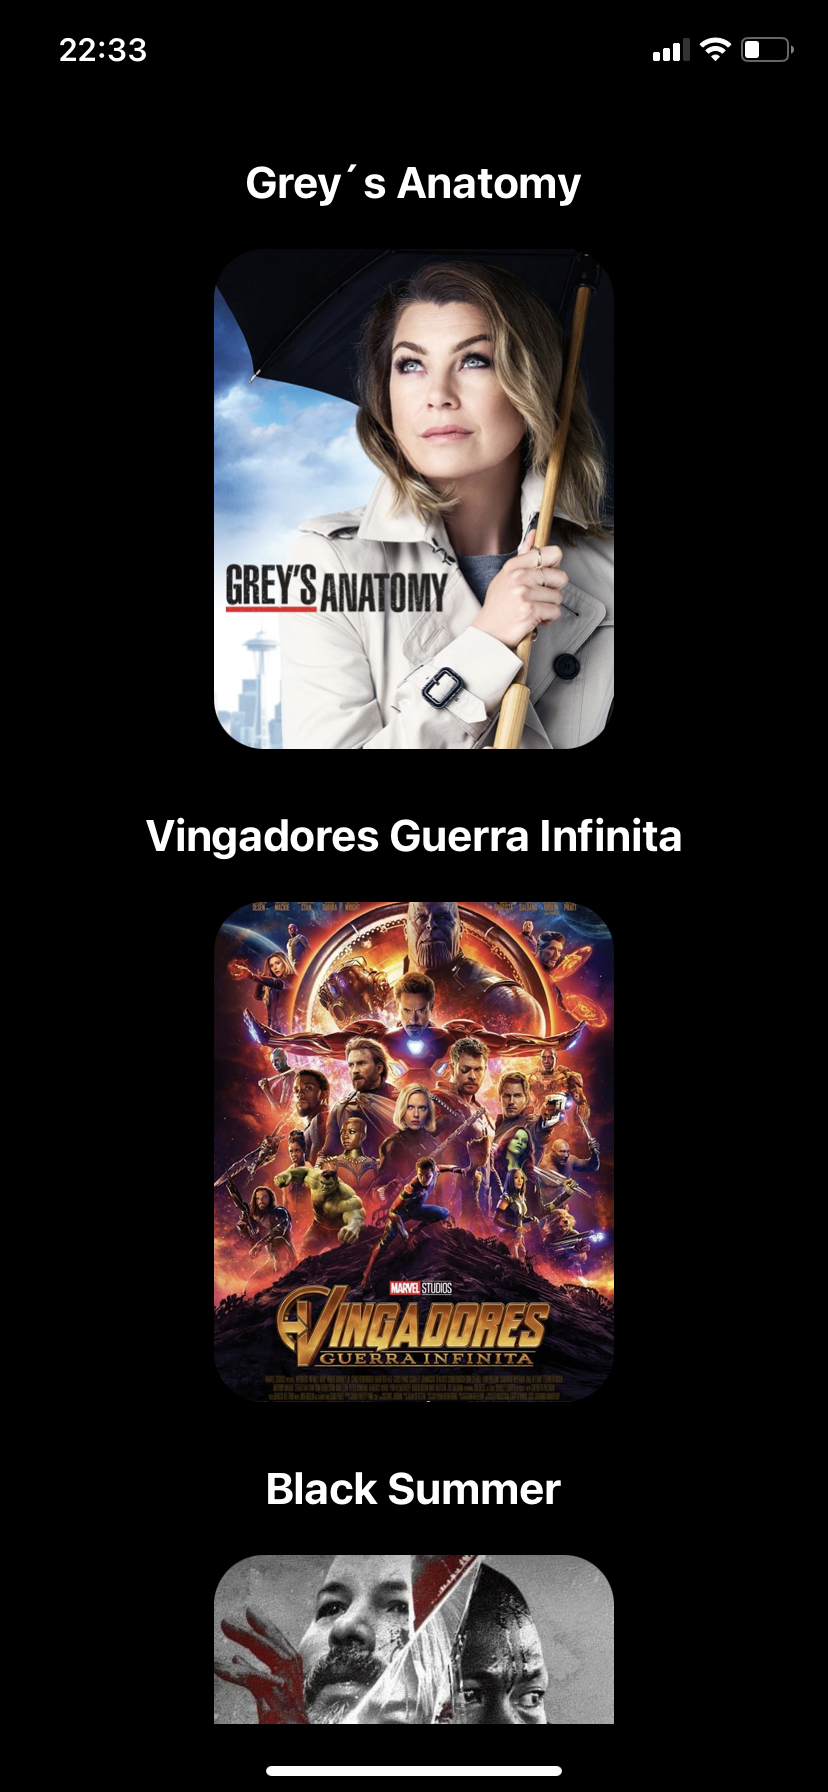 22:33
Grey´s Anatomy
GREY'S ANATOMY
Vingadores Guerra Infinita
MARVEL STUDIOS
VINGADORES
GUERRA INFINITA
Black Summer